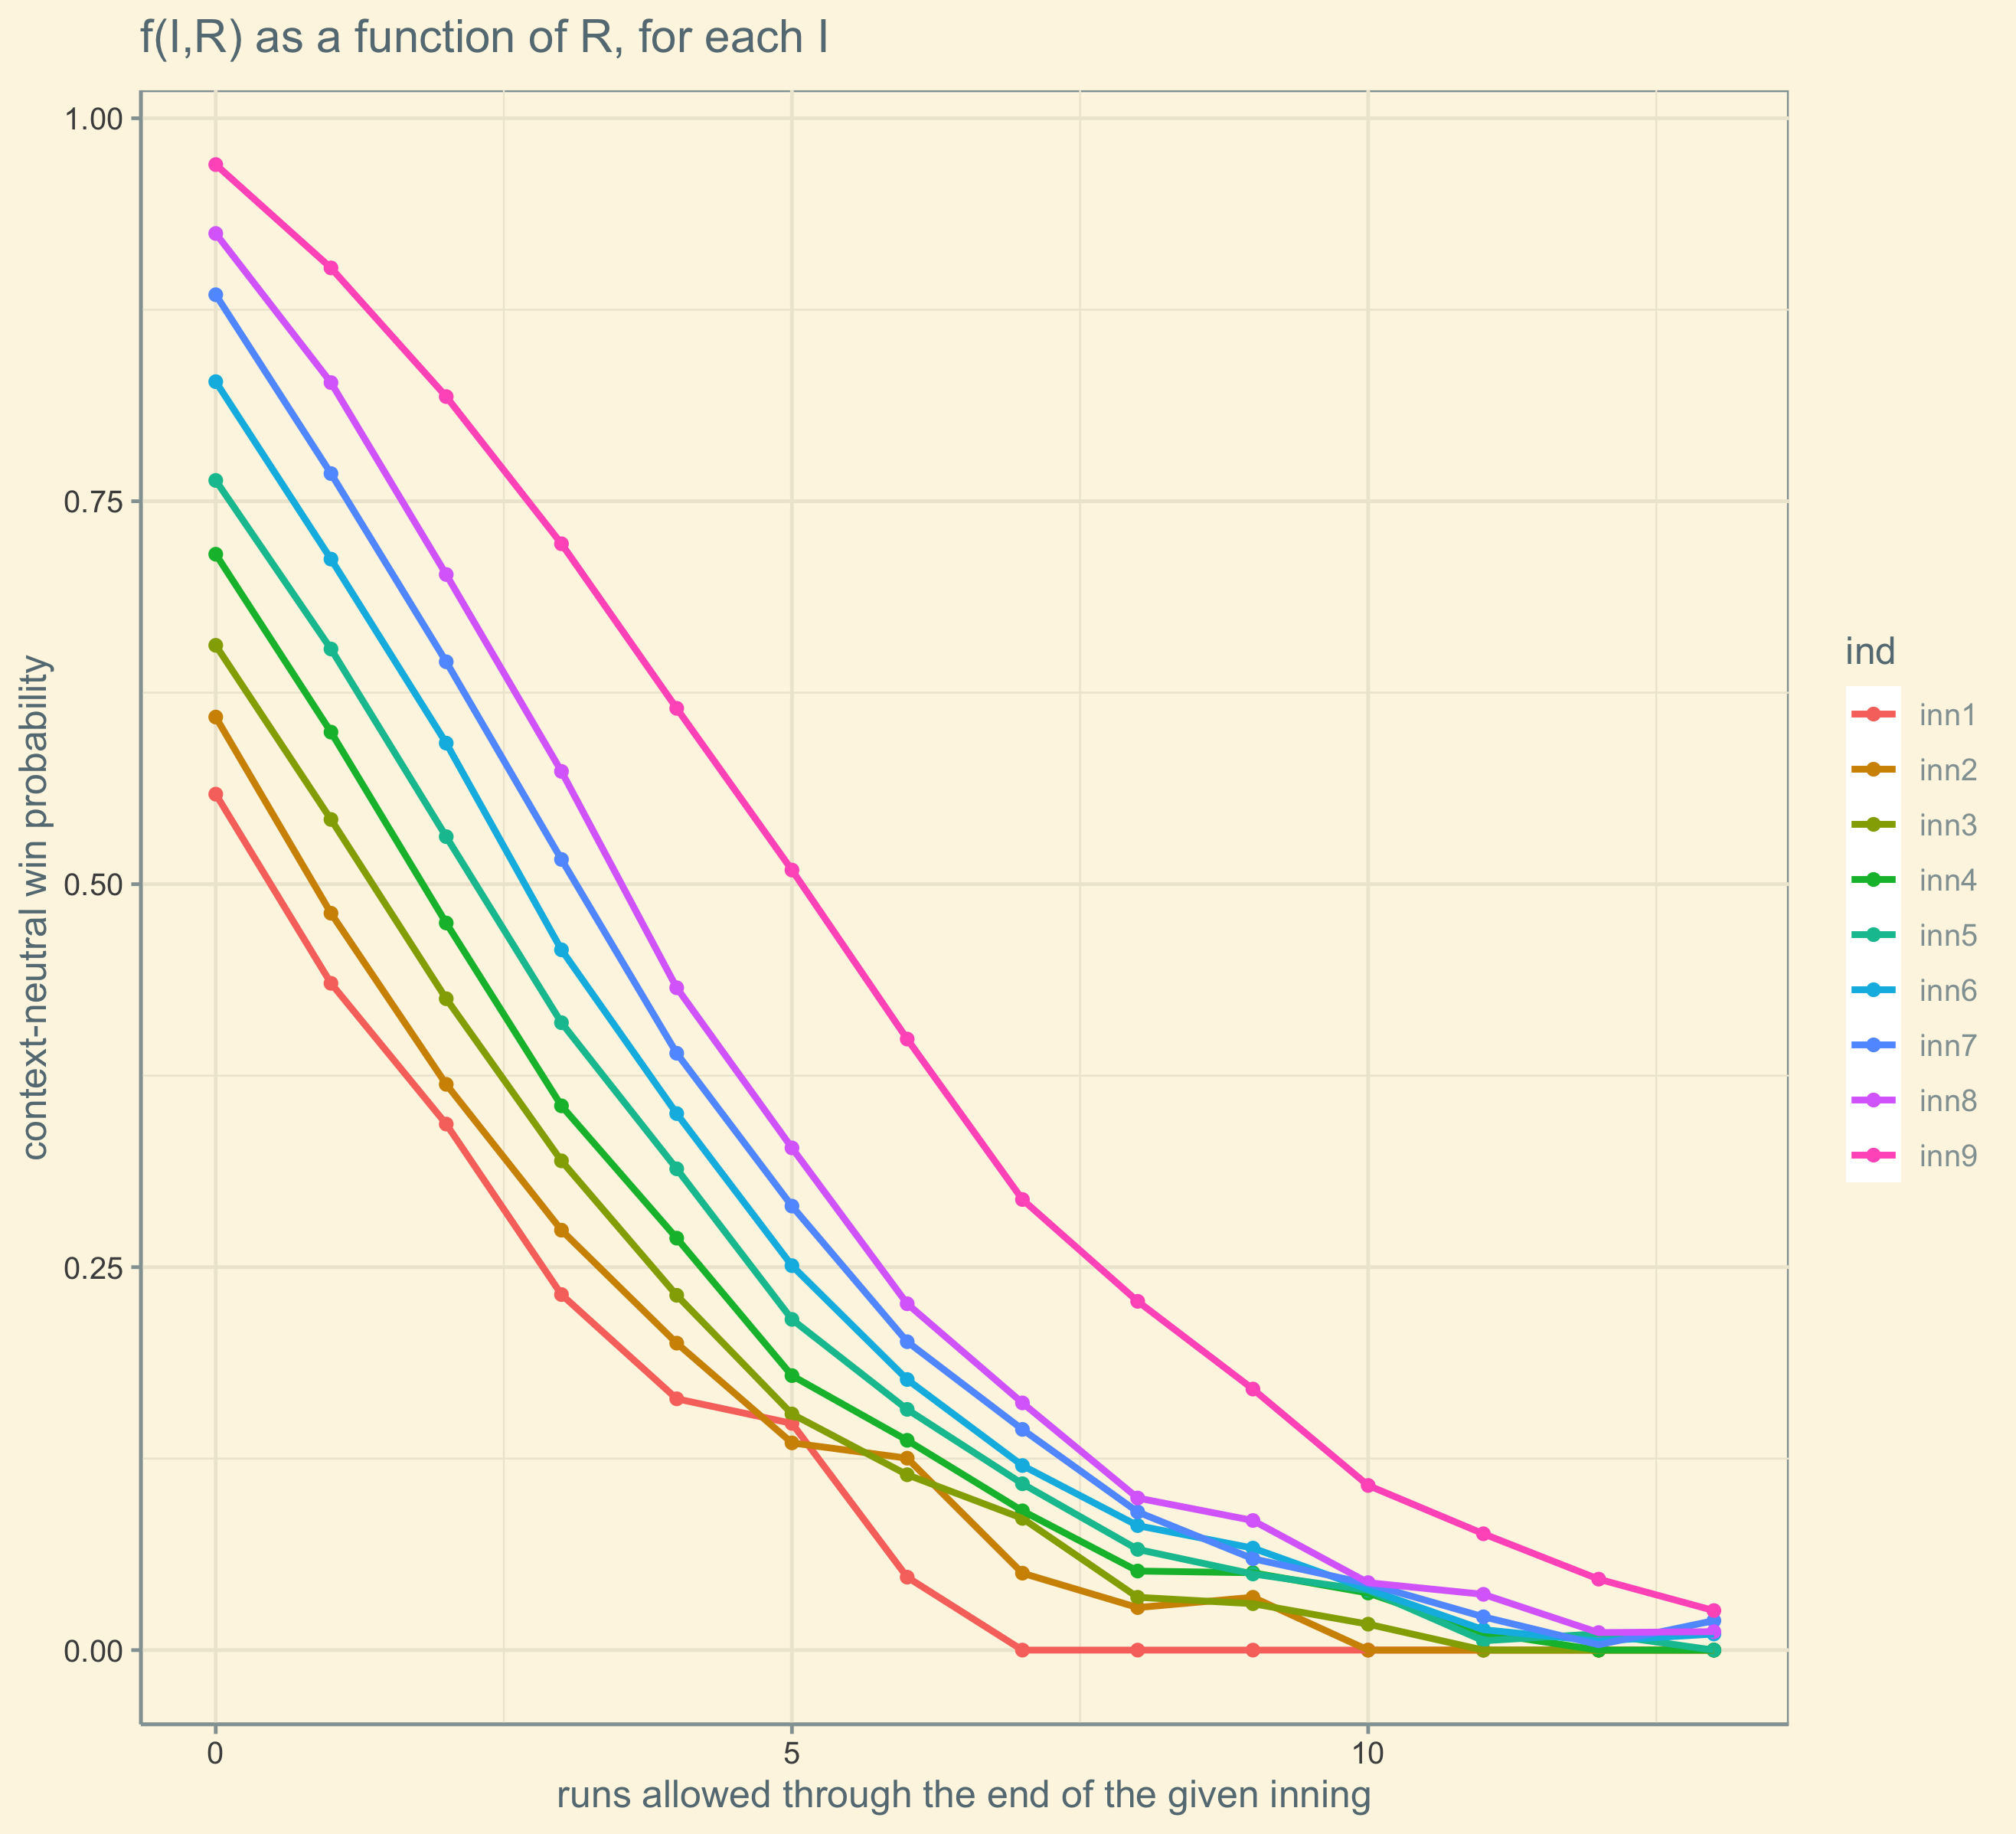 f(I,R) as a function of R, for each I
1.00
0.75
0.50
0.25
0.00
context-neutral win probability
0 5 10
runs allowed through the end of the given inning
ind
inn1
inn2
inn3
inn4
inn5
inn6
inn7
inn8
inn9